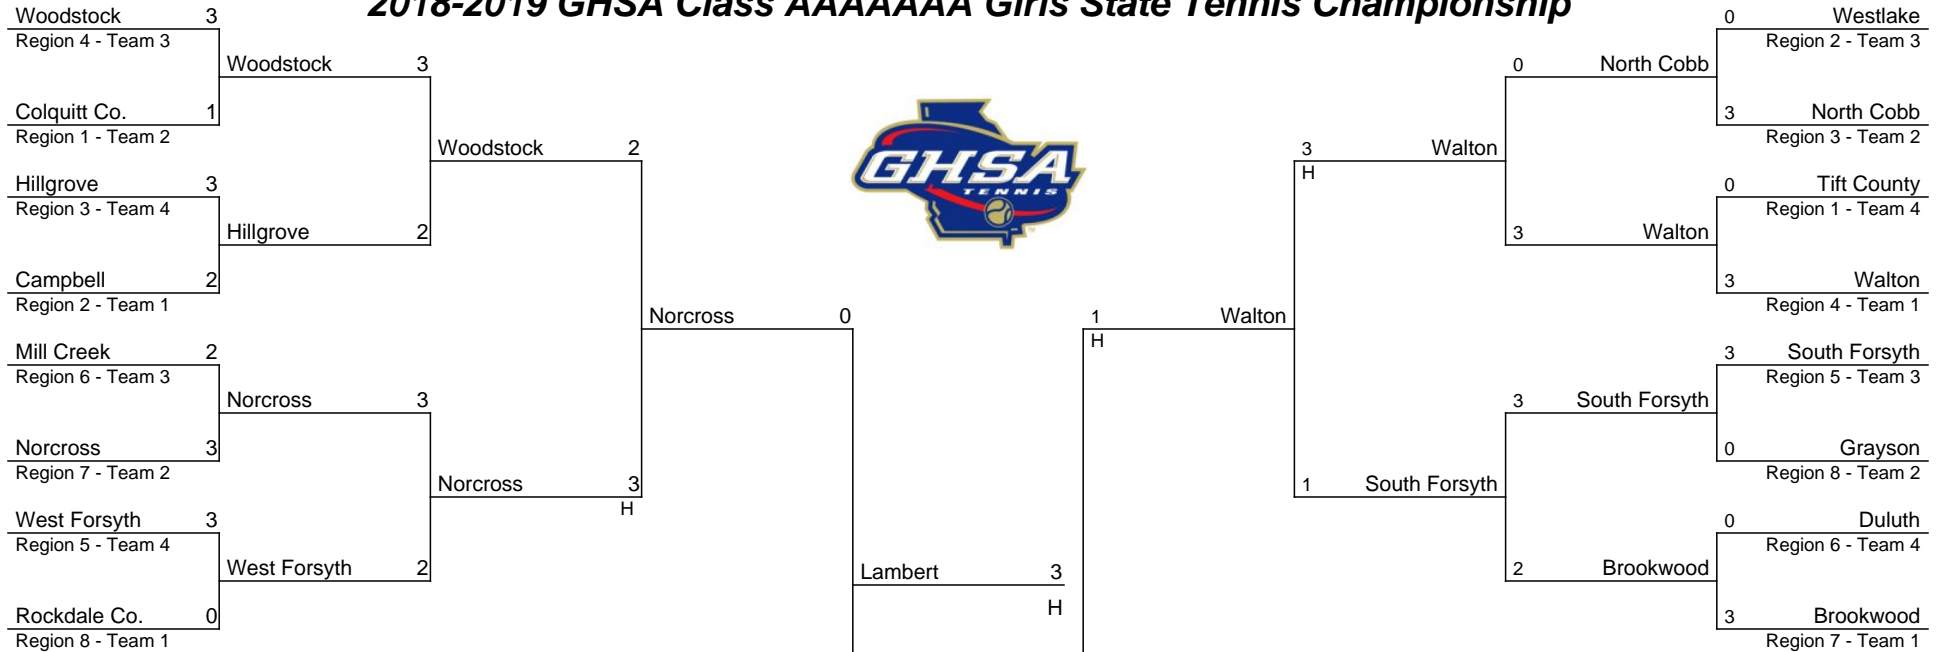 2018-2019 GHSA Class AAAAAAA Girls State Tennis Championship
Woodstock 3
Region 4 - Team 3
Woodstock 3
Colquitt Co. 1
Region 1 - Team 2
Woodstock 2
Hillgrove 3
Region 3 - Team 4
Hillgrove 2
Campbell 2
Region 2 - Team 1
Norcross 0
Mill Creek 2
Region 6 - Team 3
Norcross 3
Norcross 3
Region 7 - Team 2
Norcross 3
H
West Forsyth 3
Region 5 - Team 4
West Forsyth 2
Rockdale Co. 0
Region 8 - Team 1
Lambert 3
H
GHSA
TENNIS
TM
0 Westlake
Region 2 - Team 3
0 North Cobb
3 North Cobb
Region 3 - Team 2
3 Walton
H
0 Tift County
Region 1 - Team 4
3 Walton
3 Walton
Region 4 - Team 1
1 Walton
H
3 South Forsyth
Region 5 - Team 3
3 South Forsyth
0 Grayson
Region 8 - Team 2
1 South Forsyth
0 Duluth
Region 6 - Team 4
2 Brookwood
3 Brookwood
Region 7 - Team 1